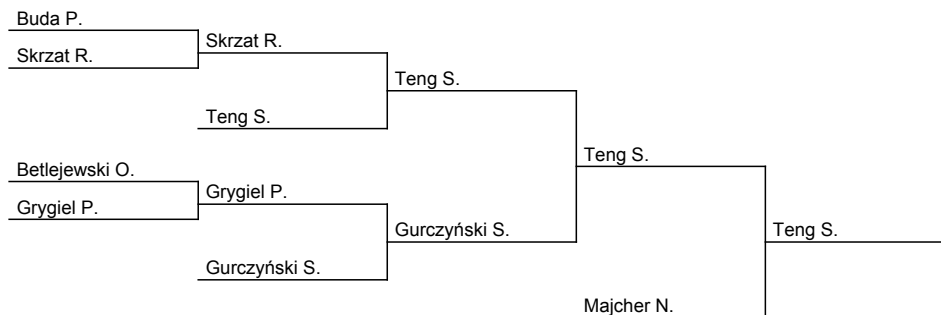 Buda P.
Skrzat R.
Skrzat R.
Teng S.
Teng S.
Betlejewski O.
Teng S.
Grygiel P.
Grygiel P.
Gurczyński S.
Teng S.
Gurczyński S.
Majcher N.